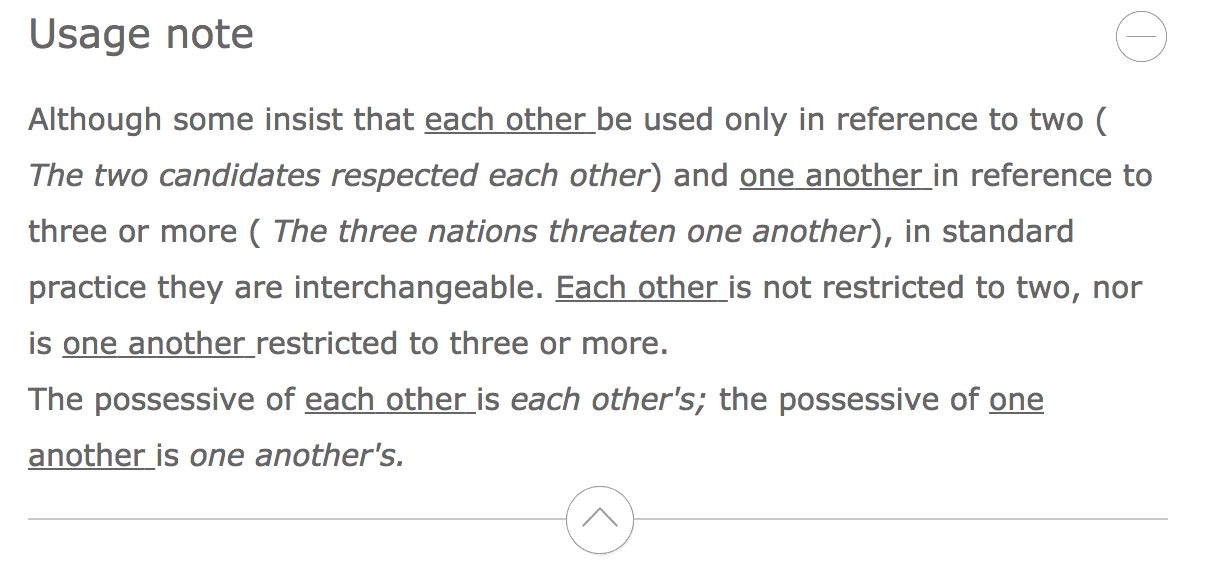 Usage note
Although some insist that each other be used only in reference to two (
The two candidates respected each other) and one another in reference to
three or more ( The three nations threaten one another), in standard
practice they are interchangeable. Each other is not restricted to two, nor
is one another restricted to three or more.
The possessive of each other is each other's; the possessive of one
another is one another's.